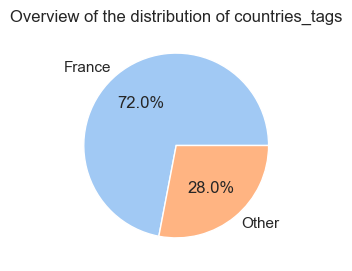 Overview of the distribution of countries_tags
France
72.0%
28.0%
Other